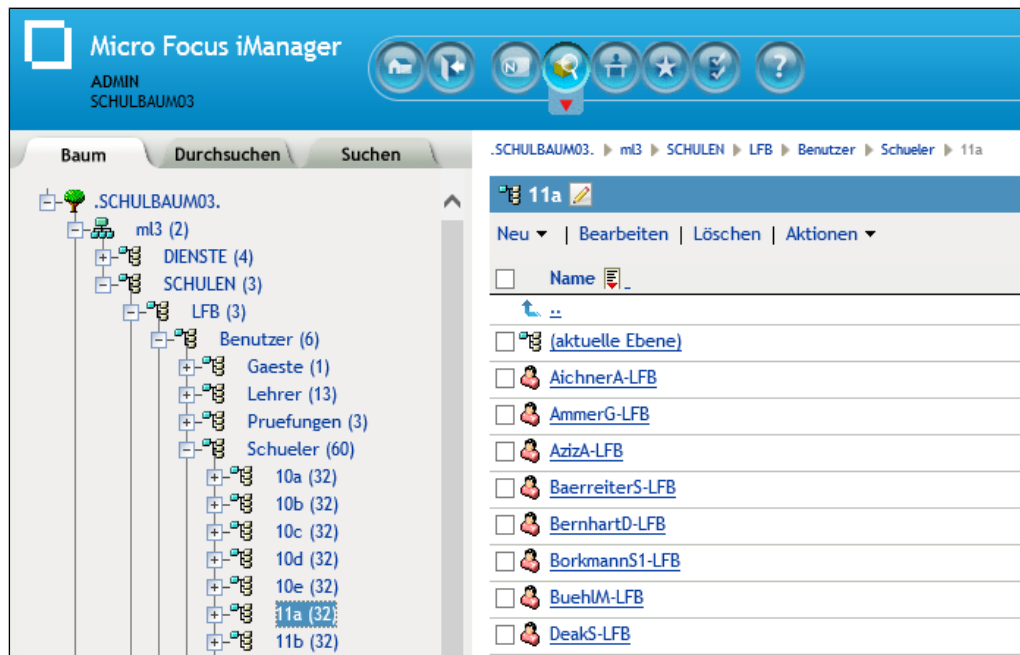 Micro Focus iManager
ADMIN
SCHULBAUM03
N
?
Baum Durchsuchen Suchen
.SCHULBAUM03.
ml3 (2)
DIENSTE (4)
SCHULEN (3)
LFB (3)
Benutzer (6)
Gaeste (1)
Lehrer (13)
Pruefungen (3)
Schueler (60)
10a (32)
10b (32)
10c (32)
10d (32)
10e (32)
11a (32)
11b (32)
.SCHULBAUM03. ml3 SCHULEN LFB Benutzer Schueler 11a
11a
Neu | Bearbeiten | Löschen | Aktionen
Name
..
(aktuelle Ebene)
AichnerA-LFB
AmmerG-LFB
AzizA-LFB
BaerreiterS-LFB
BernhartD-LFB
BorkmannS1-LFB
BuehlM-LFB
DeakS-LFB